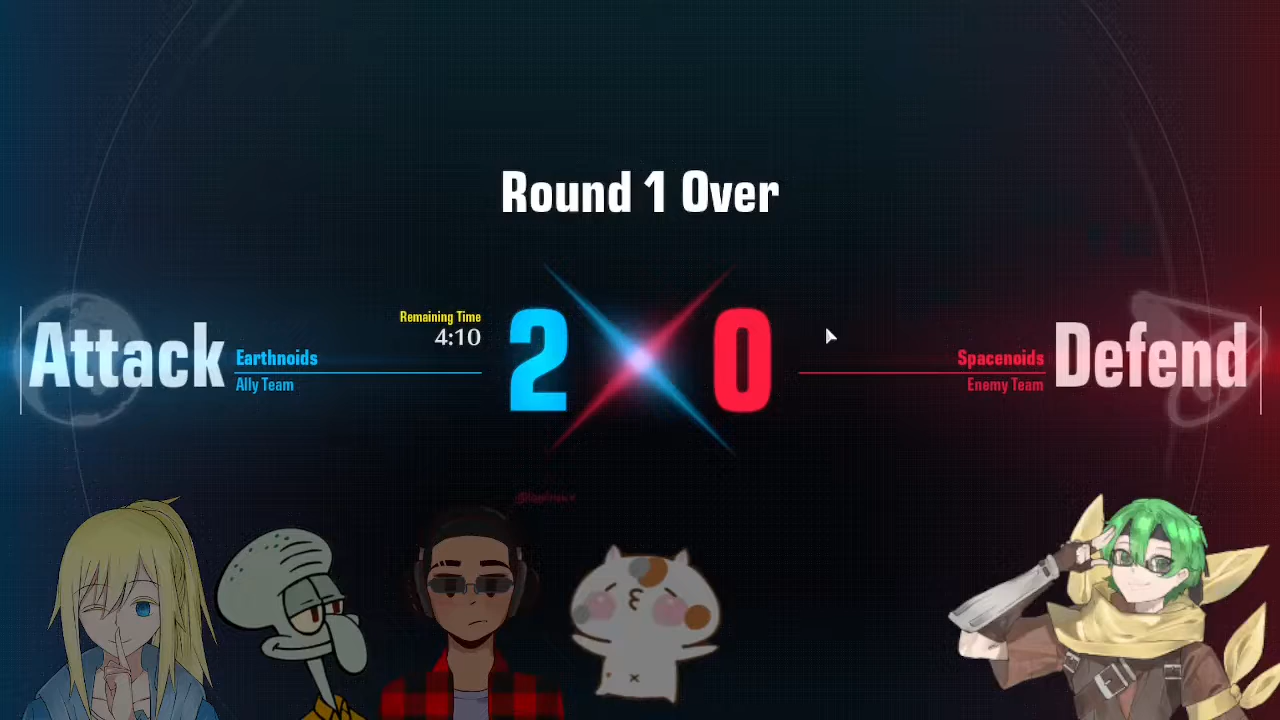 Round 1 Over
Remaining Time
4:10
2
0
Attack
Earthnoids
Ally Team
Spacenoids
Enemy Team
Defend